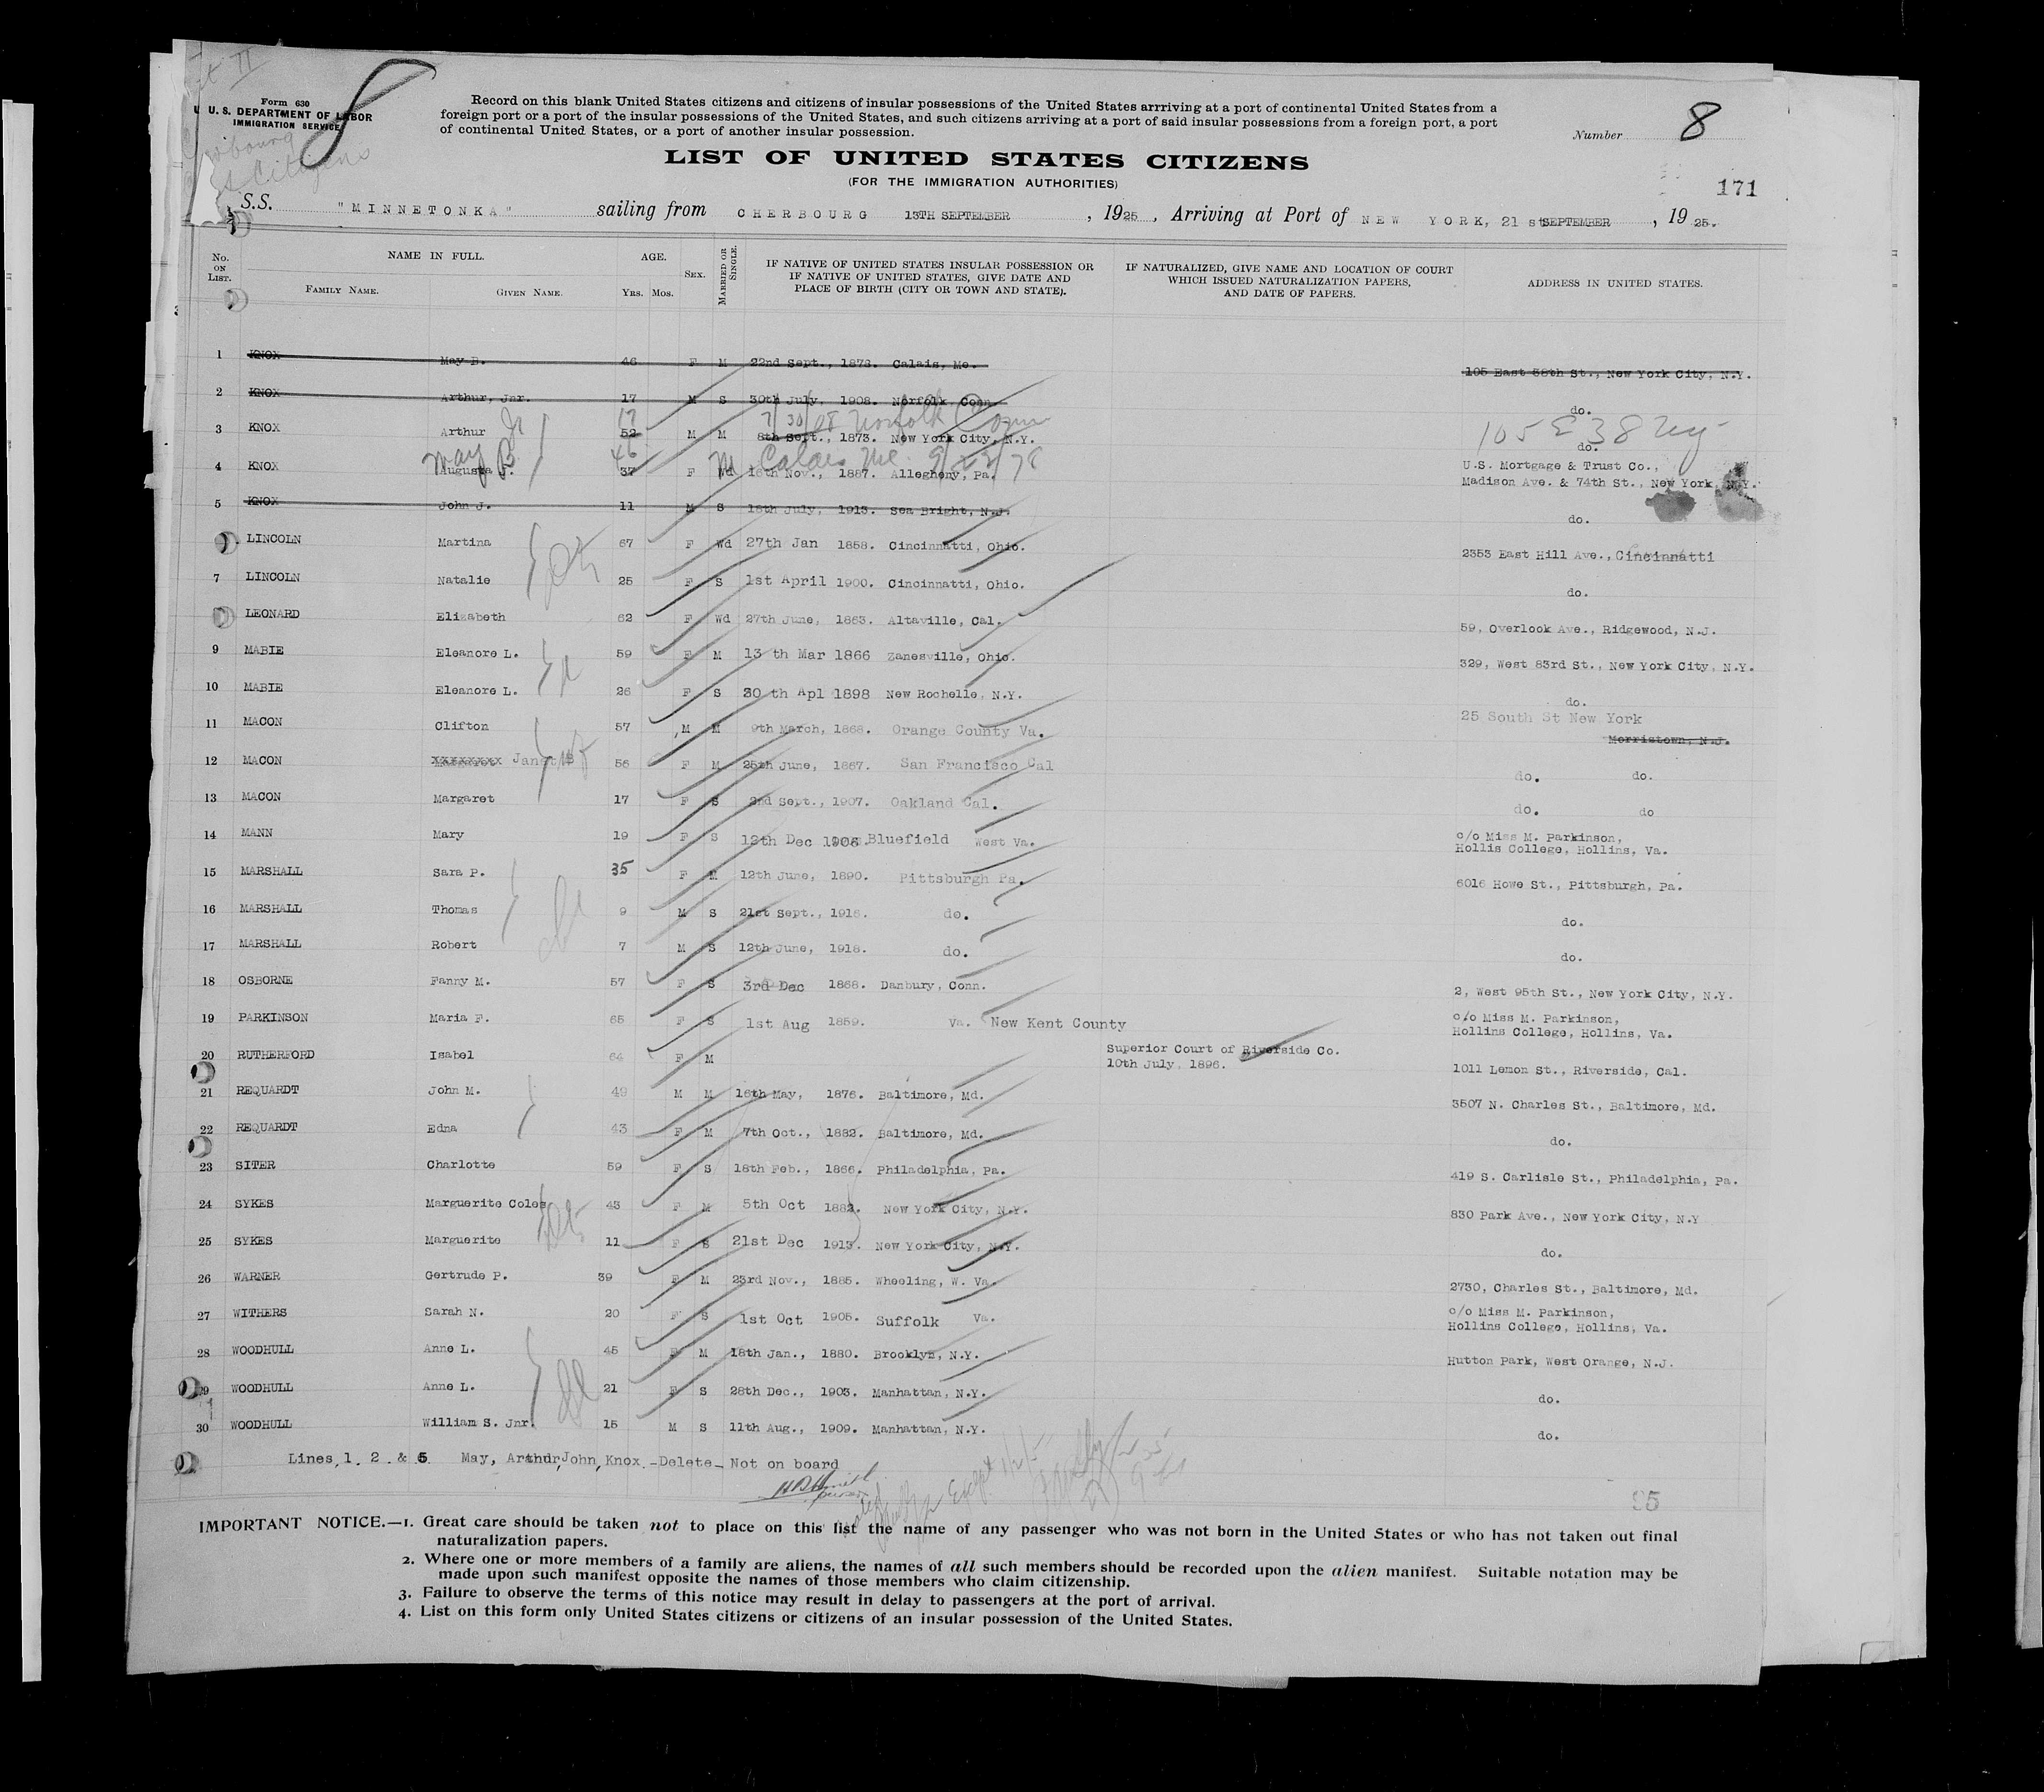 Form 630
U. S. DEPARTMENT OF LABOR
IMMIGRATION SERVICE
Record on this blank United States citizens and citizens of insular possessions of the United States arrriving at a port of continental United States from a
foreign port or a port of the insular possessions of the United States, and such citizens arriving at a port of said insular possessions from a foreign port, a port
of continental United States, or a port of another insular possession.
Number 8
LIST OF UNITED STATES CITIZENS
(FOR THE IMMIGRATION AUTHORITIES)
171
S.S. "MINNETONKA" sailing from CHERBOURG 13TH SEPTEMBER, 1925, Arriving at Port of NEW YORK, 21 st SEPTEMBER, 1925.
No. ON LIST. NAME IN FULL. FAMILY NAME. GIVEN NAME. AGE. YRS. MOS. SEX. MARRIED OR SINGLE. IF NATIVE OF UNITED STATES INSULAR POSSESSION OR IF NATIVE OF UNITED STATES, GIVE DATE AND PLACE OF BIRTH (CITY OR TOWN AND STATE). IF NATURALIZED, GIVE NAME AND LOCATION OF COURT WHICH ISSUED NATURALIZATION PAPERS, AND DATE OF PAPERS. ADDRESS IN UNITED STATES.
1 KNOX May B. 46 F M 22nd Sept., 1878. Calais, Me. 105 East 38th St., New York City, N.Y.
2 KNOX Arthur, Jnr. 17 M S 30th July, 1908. Norfolk, Conn. do.
17 7/30/08 Norfolk Conn
3 KNOX Arthur Jr 52 M M 8th Sept., 1873. New York City, N.Y. do.
105 E 38 NY
May B. 46 M Calais Me. 9/22/78
4 KNOX Augusta J. 37 F Wd 16th Nov., 1887. Allegheny, Pa. U.S. Mortgage & Trust Co.,
Madison Ave. & 74th St., New York, N.Y.
5 KNOX John J. 11 M S 18th July, 1913. Sea Bright, N.J. do.
LINCOLN Martina 67 F Wd 27th Jan 1858. Cincinnatti, Ohio. 2353 East Hill Ave., Cincinnatti
7 LINCOLN Natalie 25 F S 1st April 1900. Cincinnatti, Ohio. do.
LEONARD Elizabeth 62 F Wd 27th June, 1863. Altaville, Cal. 59, Overlook Ave., Ridgewood, N.J.
9 MABIE Eleanore L. 59 F M 13 th Mar 1866 Zanesville, Ohio. 329, West 83rd St., New York City, N.Y.
10 MABIE Eleanore L. 26 F S 30 th Apl 1898 New Rochelle, N.Y. do.
11 MACON Clifton 57 M M 9th March, 1868. Orange County Va. 25 South St New York
Morristown, N.J.
12 MACON Janet B 56 F M 25th June, 1867. San Francisco Cal do. do.
13 MACON Margaret 17 F S 2nd Sept., 1907. Oakland Cal. do. do
14 MANN Mary 19 F S 12th Dec 1905. Bluefield West Va. c/o Miss M. Parkinson,
Hollis College, Hollins, Va.
15 MARSHALL Sara P. 35 F M 12th June, 1890. Pittsburgh Pa. 6016 Howe St., Pittsburgh, Pa.
16 MARSHALL Thomas 9 M S 21st Sept., 1916. do. do.
17 MARSHALL Robert 7 M S 12th June, 1918. do. do.
18 OSBORNE Fanny M. 57 F S 3rd Dec 1868. Danbury, Conn. 2, West 95th St., New York City, N.Y.
19 PARKINSON Maria F. 65 F S 1st Aug 1859. Va. New Kent County c/o Miss M. Parkinson,
Hollins College, Hollins, Va.
20 RUTHERFORD Isabel 64 F M Superior Court of Riverside Co.
10th July, 1896. 1011 Lemon St., Riverside, Cal.
21 REQUARDT John M. 49 M M 16th May, 1876. Baltimore, Md. 3507 N. Charles St., Baltimore, Md.
22 REQUARDT Edna 43 F M 7th Oct., 1882. Baltimore, Md. do.
23 SITER Charlotte 59 F S 18th Feb., 1866. Philadelphia, Pa. 419 S. Carlisle St., Philadelphia, Pa.
24 SYKES Marguerite Coles 43 F M 5th Oct 1882. New York City, N.Y. 830 Park Ave., New York City, N.Y
25 SYKES Marguerite 11 F S 21st Dec 1913. New York City, N.Y. do.
26 WARNER Gertrude P. 39 F M 23rd Nov., 1885. Wheeling, W. Va. 2730, Charles St., Baltimore, Md.
27 WITHERS Sarah N. 20 F S 1st Oct 1905. Suffolk Va. c/o Miss M. Parkinson,
Hollins College, Hollins, Va.
28 WOODHULL Anne L. 45 F M 18th Jan., 1880. Brooklyn, N.Y. Hutton Park, West Orange, N.J.
29 WOODHULL Anne L. 21 F S 28th Dec., 1903. Manhattan, N.Y. do.
30 WOODHULL William S. Jnr. 15 M S 11th Aug., 1909. Manhattan, N.Y. do.
Lines, 1. 2. & 5 May, Arthur, John, Knox.-Delete- Not on board
IMPORTANT NOTICE.—1. Great care should be taken not to place on this list the name of any passenger who was not born in the United States or who has not taken out final
naturalization papers.
2. Where one or more members of a family are aliens, the names of all such members should be recorded upon the alien manifest. Suitable notation may be
made upon such manifest opposite the names of those members who claim citizenship.
3. Failure to observe the terms of this notice may result in delay to passengers at the port of arrival.
4. List on this form only United States citizens or citizens of an insular possession of the United States.